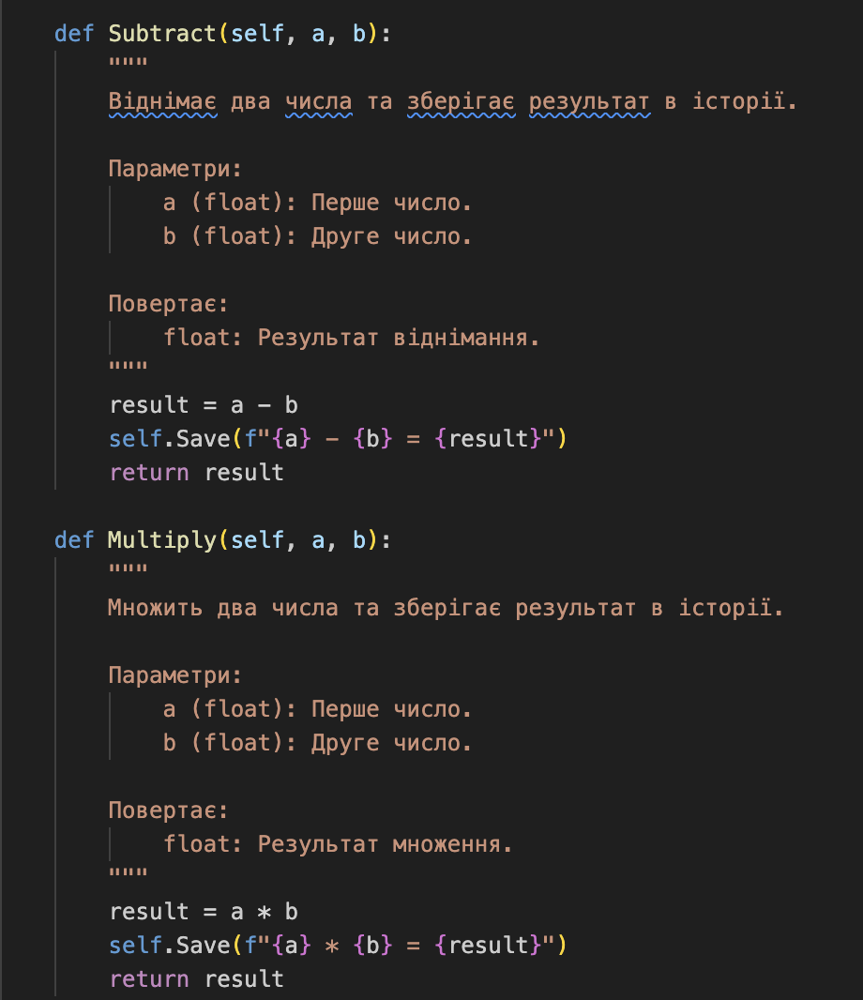 def Subtract(self, a, b):
"""
Віднімає два числа та зберігає результат в історії.
Параметри:
a (float): Перше число.
b (float): Друге число.
Повертає:
float: Результат віднімання.
"""
result = a - b
self.Save(f"{a} - {b} = {result}")
return result
def Multiply(self, a, b):
"""
Множить два числа та зберігає результат в історії.
Параметри:
a (float): Перше число.
b (float): Друге число.
Повертає:
float: Результат множення.
"""
result = a * b
self.Save(f"{a} * {b} = {result}")
return result